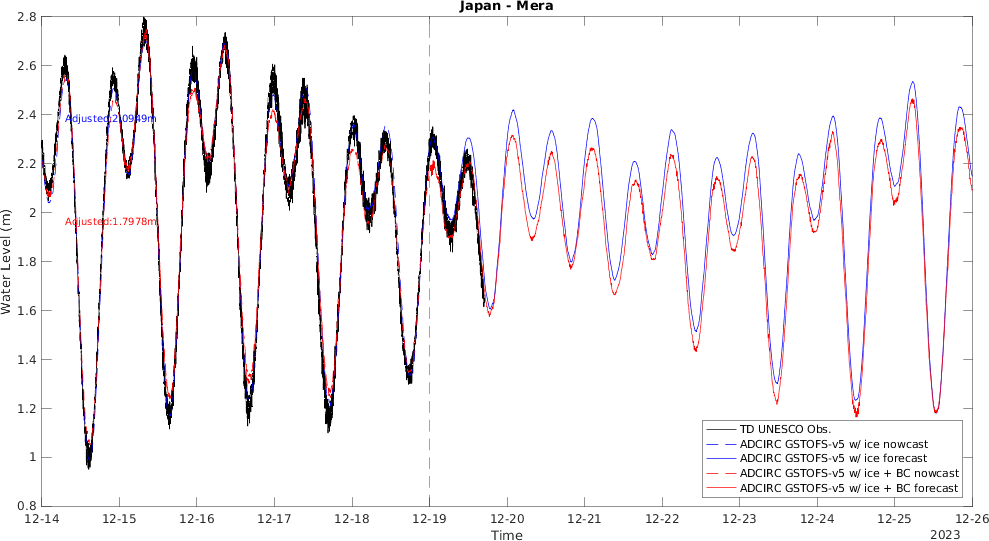 Japan - Mera
2.8
2.6
2.4
2.2
2
1.8
1.6
1.4
1.2
1
0.8
Water Level (m)
Adjusted:2.0949m
Adjusted:1.7978m
TD UNESCO Obs.
ADCIRC GSTOFS-v5 w/ ice nowcast
ADCIRC GSTOFS-v5 w/ ice forecast
ADCIRC GSTOFS-v5 w/ ice + BC nowcast
ADCIRC GSTOFS-v5 w/ ice + BC forecast
12-14 12-15 12-16 12-17 12-18 12-19 12-20 12-21 12-22 12-23 12-24 12-25 12-26
Time
2023